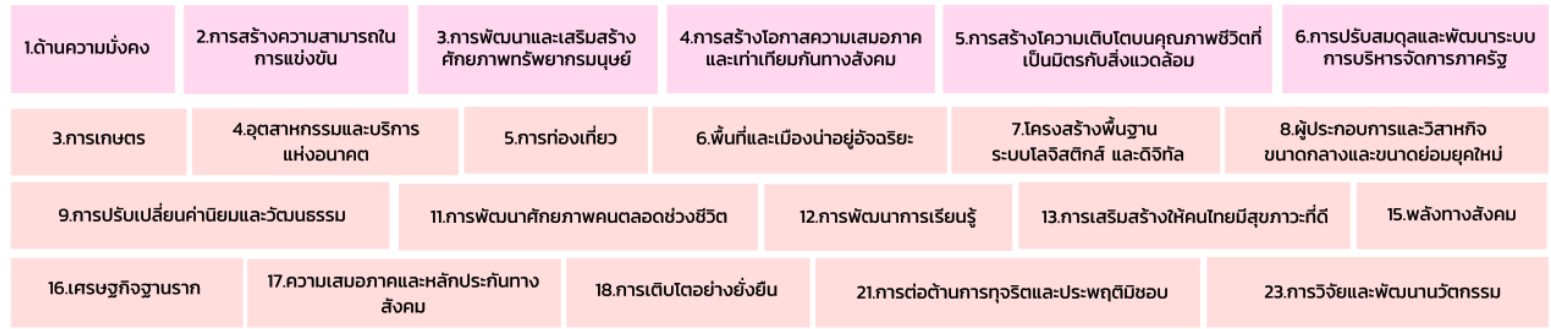 1.ด้านความมั่งคง
2.การสร้างความสามารถใน
การแข่งขัน
3.การพัฒนาและเสริมสร้าง
ศักยภาพทรัพยากรมนุษย์
4.การสร้างโอกาสความเสมอภาค
และเท่าเทียมกันทางสังคม
5.การสร้างโความเติบโตบนคุณภาพชีวิตที่
เป็นมิตรกับสิ่งแวดล้อม
6.การปรับสมดุลและพัฒนาระบบ
การบริหารจัดการภาครัฐ
3.การเกษตร
4.อุตสาหกรรมและบริการ
แห่งอนาคต
5.การท่องเที่ยว
6.พื้นที่และเมืองน่าอยู่อัจฉริยะ
7.โครงสร้างพื้นฐาน
ระบบโลจิสติกส์ และดิจิทัล
8.ผู้ประกอบการและวิสาหกิจ
ขนาดกลางและขนาดย่อมยุคใหม่
9.การปรับเปลี่ยนค่านิยมและวัฒนธรรม
11.การพัฒนาศักยภาพคนตลอดช่วงชีวิต
12.การพัฒนาการเรียนรู้
13.การเสริมสร้างให้คนไทยมีสุขภาวะที่ดี
15.พลังทางสังคม
16.เศรษฐกิจฐานราก
17.ความเสมอภาคและหลักประกันทาง
สังคม
18.การเติบโตอย่างยั่งยืน
21.การต่อต้านการทุจริตและประพฤติมิชอบ
23.การวิจัยและพัฒนานวัตกรรม